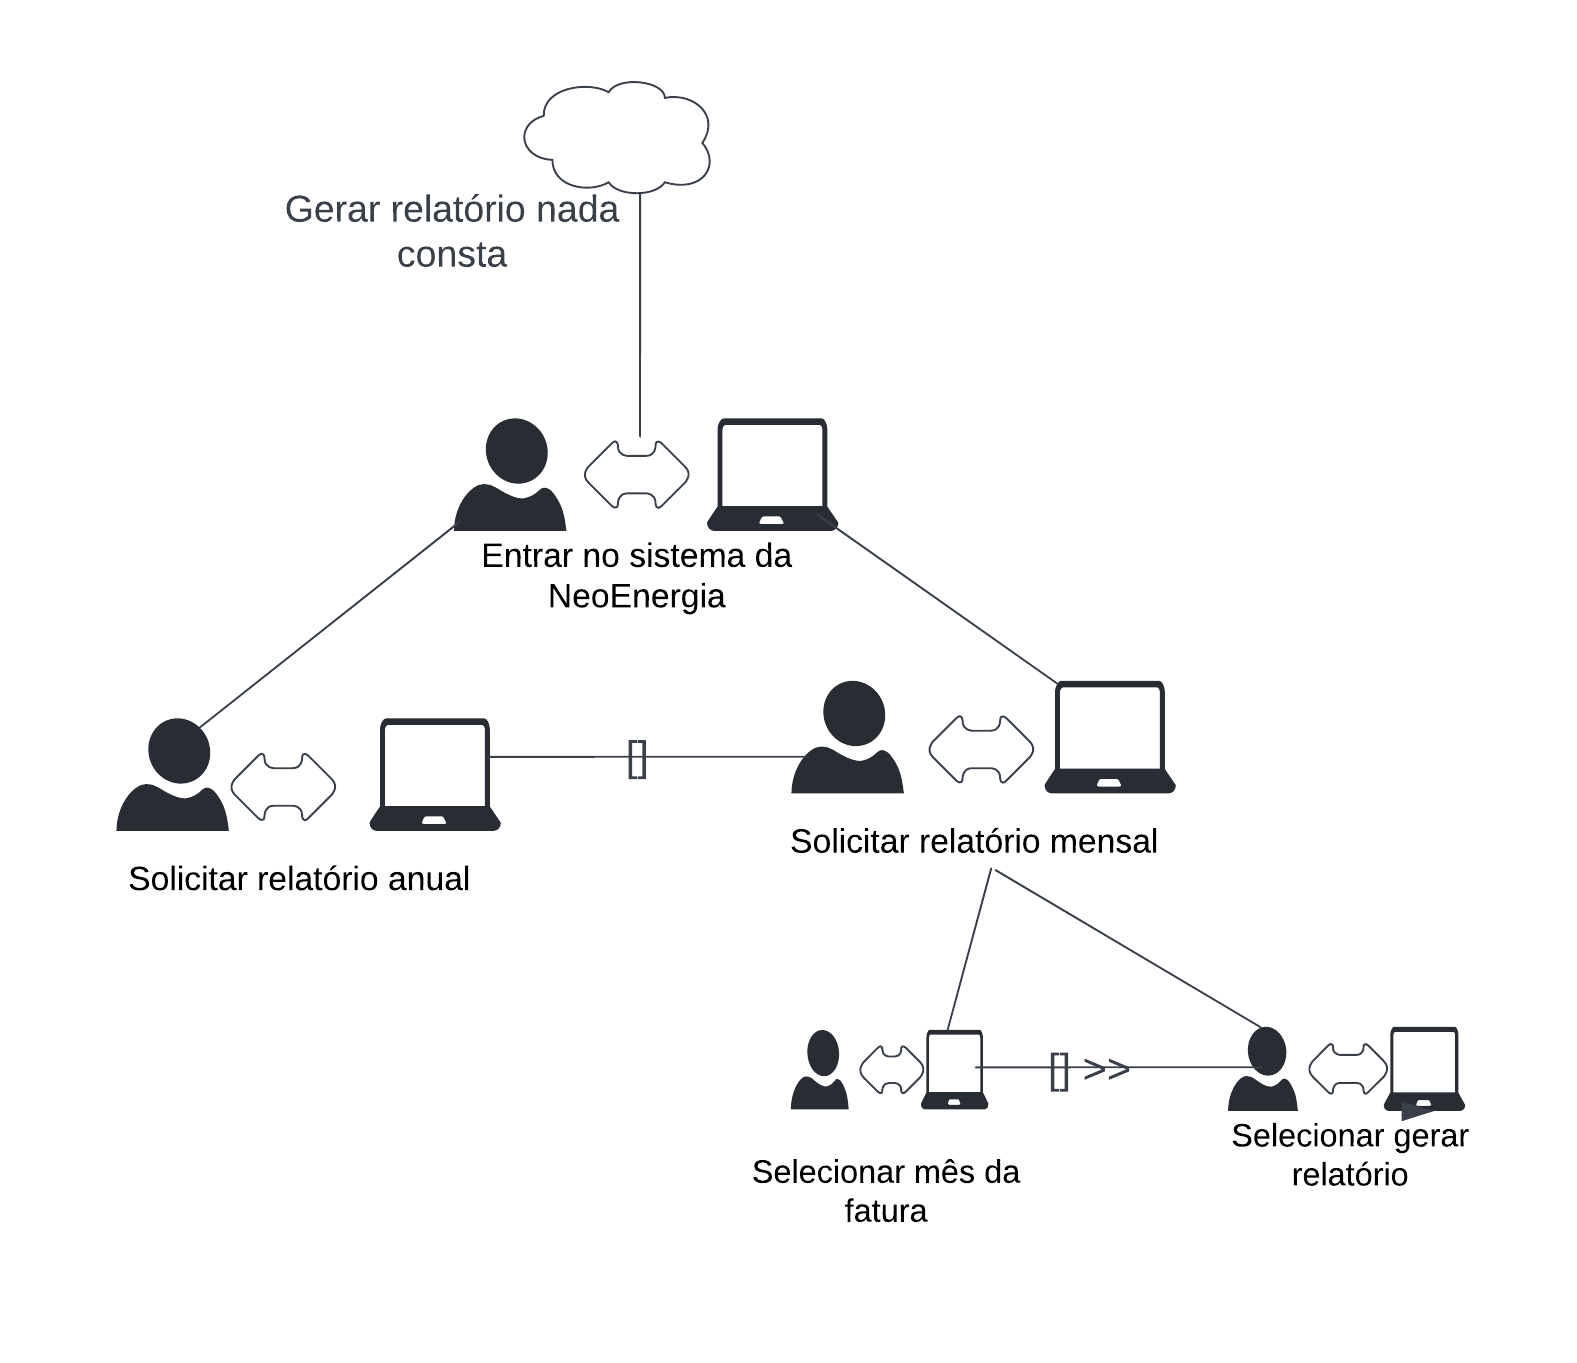 Gerar relatório nada
consta
Entrar no sistema da
NeoEnergia
[]
Solicitar relatório mensal
Solicitar relatório anual
[] >>
Selecionar gerar
relatório
Selecionar mês da
fatura